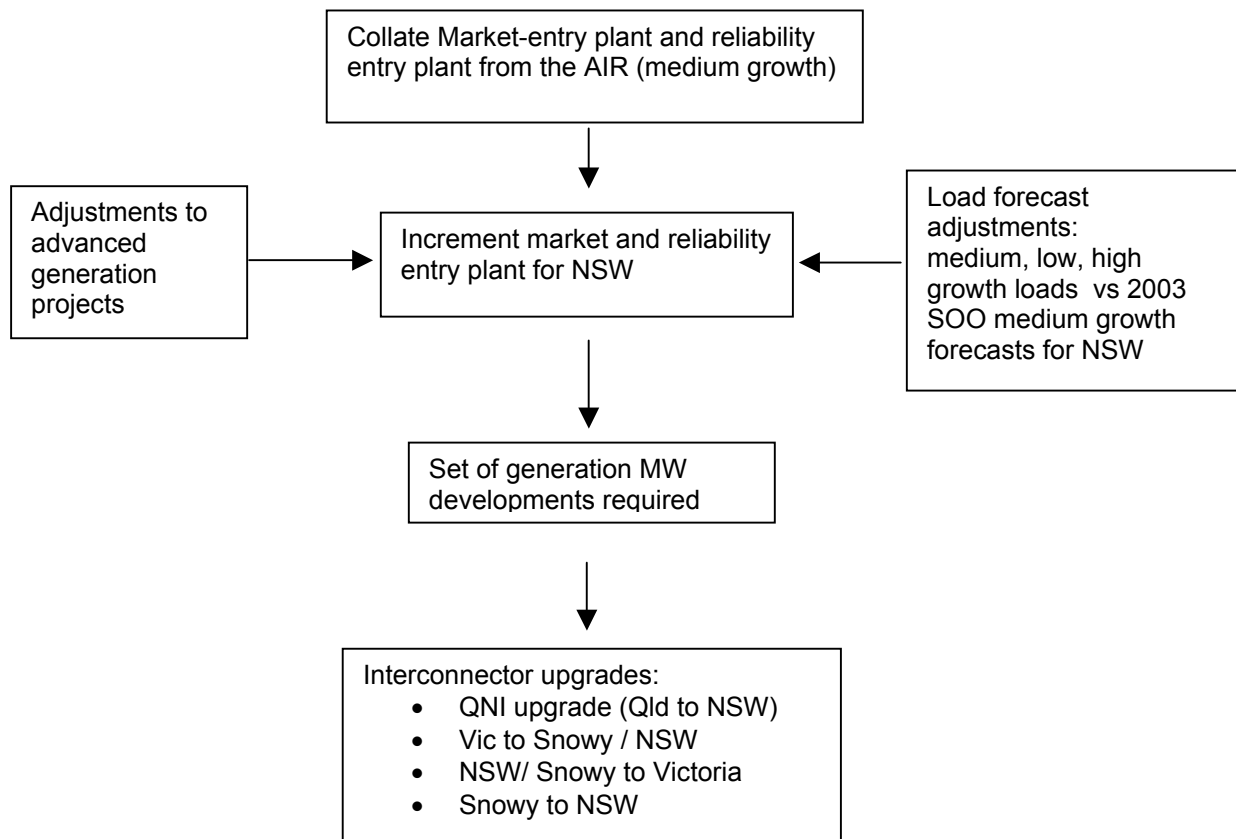 Collate Market-entry plant and reliability
entry plant from the AIR (medium growth)
Adjustments to
advanced
generation
projects
Increment market and reliability
entry plant for NSW
Load forecast
adjustments:
medium, low, high
growth loads vs 2003
SOO medium growth
forecasts for NSW
Set of generation MW
developments required
Interconnector upgrades:
• QNI upgrade (Qld to NSW)
• Vic to Snowy / NSW
• NSW/ Snowy to Victoria
• Snowy to NSW